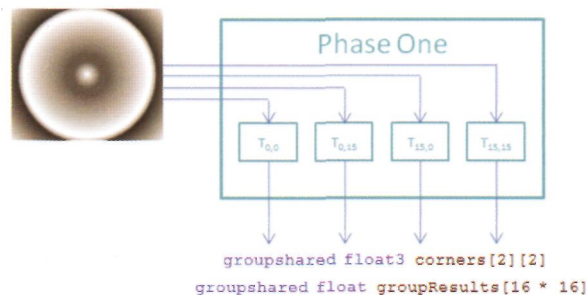 Phase One
T0,0 T0,15 T15,0 T15,15
groupshared float3 corners[2][2]
groupshared float groupResults[16 * 16]